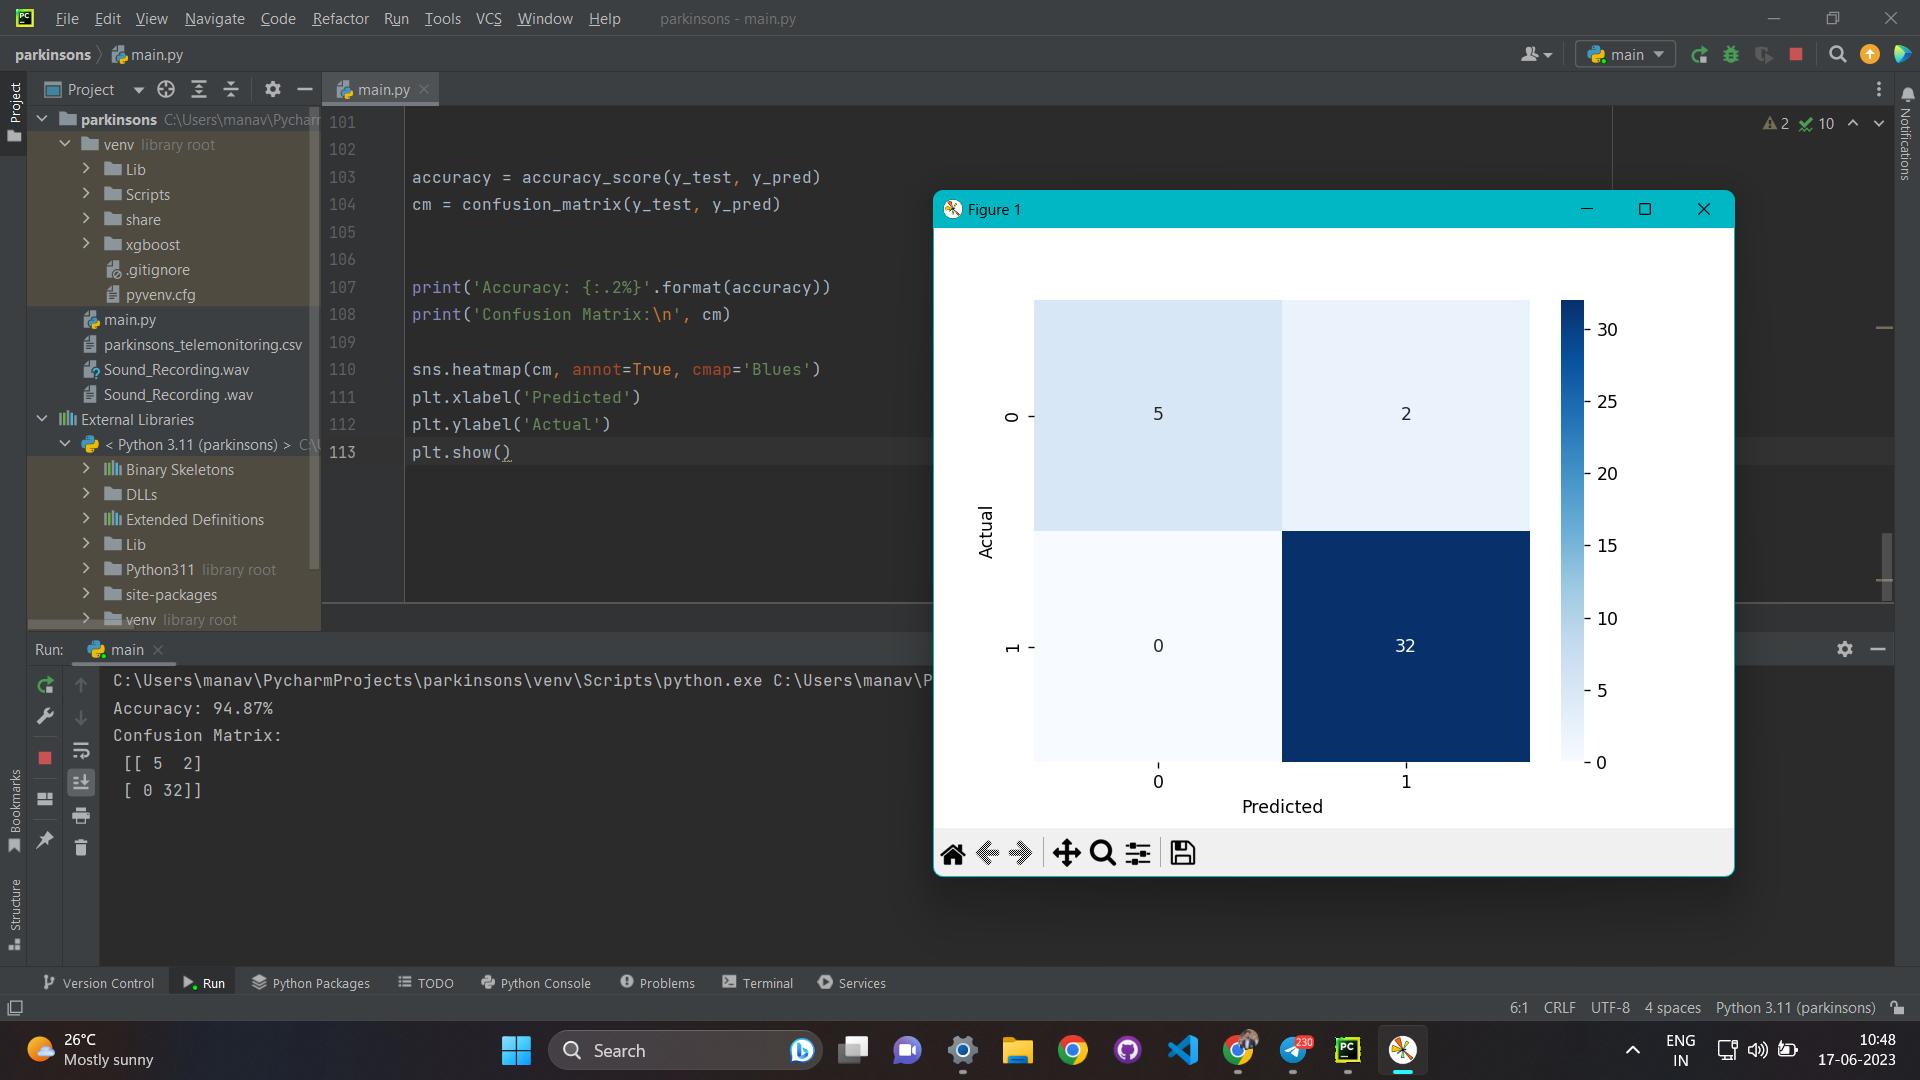 File Edit View Navigate Code Refactor Run Tools VCS Window Help parkinsons - main.py
parkinsons main.py
main
Project
main.py
2 10
Project
Notifications
parkinsons C:\Users\manav\Pycharm
venv library root
Lib
Scripts
share
xgboost
.gitignore
pyvenv.cfg
main.py
parkinsons_telemonitoring.csv
Sound_Recording.wav
Sound_Recording .wav
External Libraries
< Python 3.11 (parkinsons) > C:\U
Binary Skeletons
DLLs
Extended Definitions
Lib
Python311 library root
site-packages
venv library root
101
102
103 accuracy = accuracy_score(y_test, y_pred)
104 cm = confusion_matrix(y_test, y_pred)
105
106
107 print('Accuracy: {:.2%}'.format(accuracy))
108 print('Confusion Matrix:\n', cm)
109
110 sns.heatmap(cm, annot=True, cmap='Blues')
111 plt.xlabel('Predicted')
112 plt.ylabel('Actual')
113 plt.show()
Figure 1
30
25
20
15
10
5
0
5 2
0 32
0
1
Actual
0 1
Predicted
Run: main
C:\Users\manav\PycharmProjects\parkinsons\venv\Scripts\python.exe C:\Users\manav\P
Accuracy: 94.87%
Confusion Matrix:
[[ 5 2]
[ 0 32]]
Bookmarks
Structure
Version Control Run Python Packages TODO Python Console Problems Terminal Services
6:1 CRLF UTF-8 4 spaces Python 3.11 (parkinsons)
26°C
Mostly sunny
Search
230
PC
ENG
IN
10:48
17-06-2023